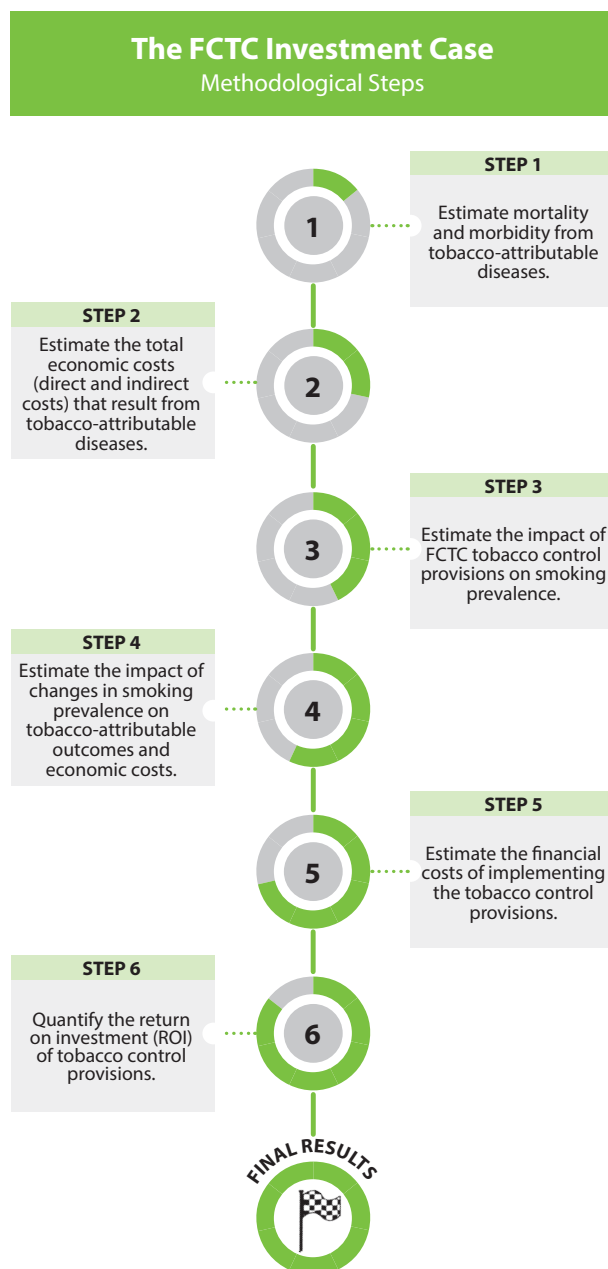 The FCTC Investment Case
Methodological Steps
1
STEP 1
Estimate mortality
and morbidity from
tobacco-attributable
diseases.
STEP 2
Estimate the total
economic costs
(direct and indirect
costs) that result from
tobacco-attributable
diseases.
2
3
STEP 3
Estimate the impact of
FCTC tobacco control
provisions on smoking
prevalence.
STEP 4
Estimate the impact of
changes in smoking
prevalence on
tobacco-attributable
outcomes and
economic costs.
4
5
STEP 5
Estimate the financial
costs of implementing
the tobacco control
provisions.
STEP 6
Quantify the return
on investment (ROI)
of tobacco control
provisions.
6
FINAL RESULTS